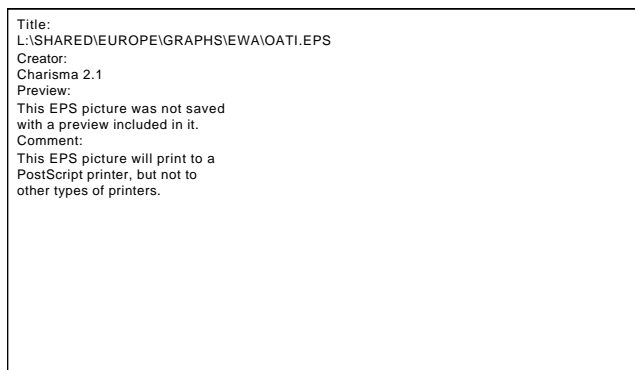 Title:
L:\SHARED\EUROPE\GRAPHS\EWA\OATI.EPS
Creator:
Charisma 2.1
Preview:
This EPS picture was not saved
with a preview included in it.
Comment:
This EPS picture will print to a
PostScript printer, but not to
other types of printers.